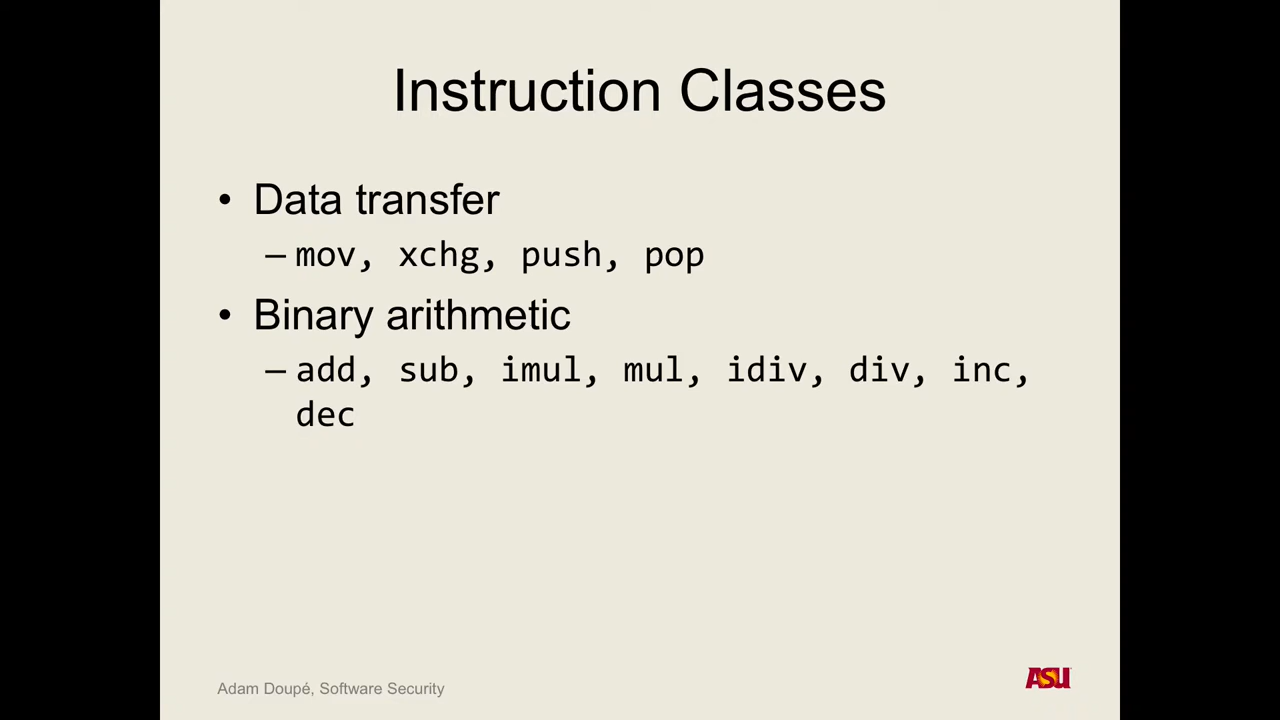 Instruction Classes
• Data transfer
– mov, xchg, push, pop
• Binary arithmetic
– add, sub, imul, mul, idiv, div, inc,
dec
Adam Doupé, Software Security
ASU